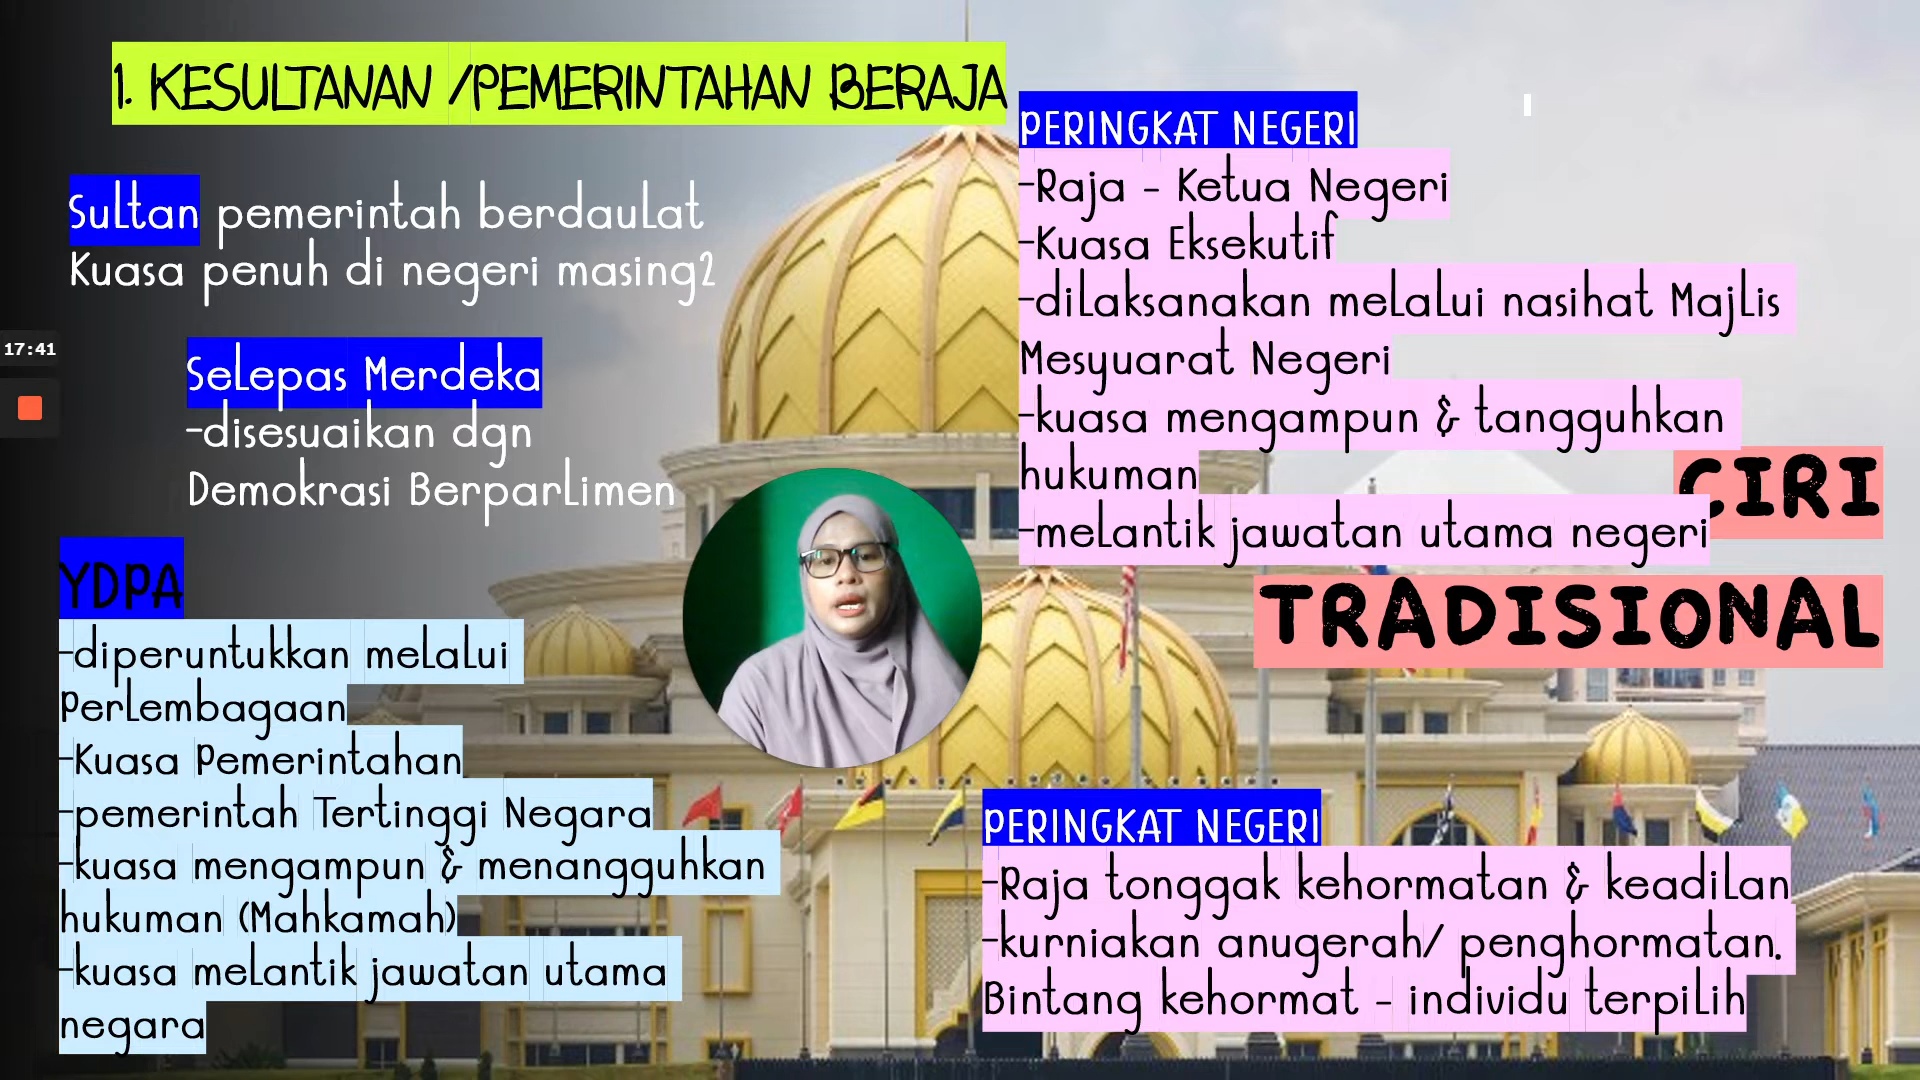 1. KESULTANAN /PEMERINTAHAN BERAJA
Sultan pemerintah berdaulat
Kuasa penuh di negeri masing2
17:41
Selepas Merdeka
-disesuaikan dgn
Demokrasi Berparlimen
YDPA
-diperuntukkan melalui
Perlembagaan
-Kuasa Pemerintahan
-pemerintah Tertinggi Negara
-kuasa mengampun & menangguhkan
hukuman (Mahkamah)
-kuasa melantik jawatan utama
negara
PERINGKAT NEGERI
-Raja - Ketua Negeri
-Kuasa Eksekutif
-dilaksanakan melalui nasihat Majlis
Mesyuarat Negeri
-kuasa mengampun & tangguhkan
hukuman
-melantik jawatan utama negeri
CIRI
TRADISIONAL
PERINGKAT NEGERI
-Raja tonggak kehormatan & keadilan
-kurniakan anugerah/ penghormatan.
Bintang kehormat - individu terpilih